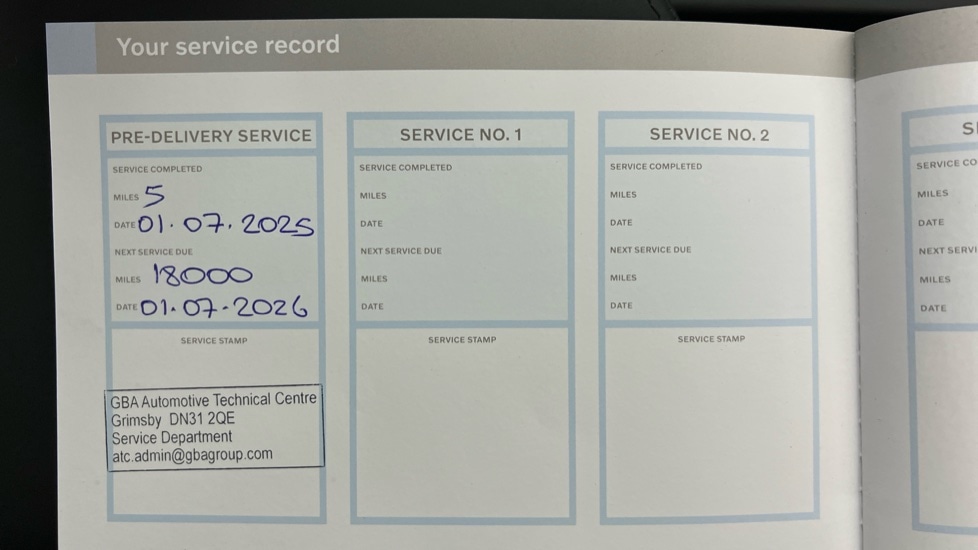 Your service record
PRE-DELIVERY SERVICE
SERVICE COMPLETED
MILES 5
DATE 01.07.2025
NEXT SERVICE DUE
MILES 18000
DATE 01.07.2026
SERVICE STAMP
GBA Automotive Technical Centre
Grimsby DN31 2QE
Service Department
atc.admin@gbagroup.com
SERVICE NO. 1
SERVICE COMPLETED
MILES
DATE
NEXT SERVICE DUE
MILES
DATE
SERVICE STAMP
SERVICE NO. 2
SERVICE COMPLETED
MILES
DATE
NEXT SERVICE DUE
MILES
DATE
SERVICE STAMP
SERVICE
MILES
DATE
NEXT
MILES
DATE